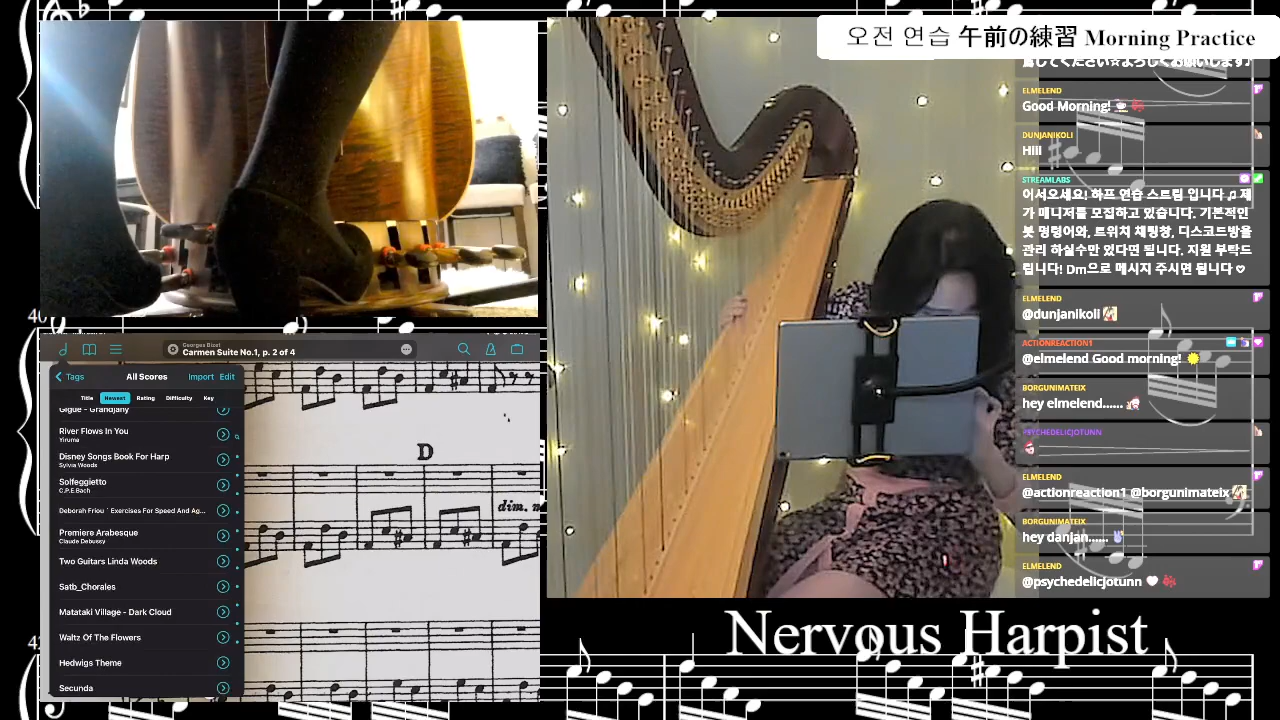 오전 연습 午前の練習 Morning Practice
ELMELEND
Good Morning!
DUNJANIKOLI
HiII
STREAMLABS
어서오세요! 하프 연습 스트림 입니다 ♫ 제
가 매니저를 모집하고 있습니다. 기본적인
봇 명령어와, 트위치 채팅창, 디스코드방을
관리 하실수만 있다면 됩니다. 지원 부탁드
립니다! Dm으로 메시지 주시면 됩니다 ♡
ELMELEND
@dunjanikoli
ACTIONREACTION1
@elmelend Good morning!
BORGUNIMATEIX
hey elmelend......
PSYCHEDELICJOTUNN
ELMELEND
@actionreaction1 @borgunimateix
BORGUNIMATEIX
hey danjan......
ELMELEND
@psychedelicjotunn
Georges Bizet
Carmen Suite No.1, p. 2 of 4
Tags All Scores Import Edit
Title Newest Rating Difficulty Key
Gigue - Grandjany
River Flows In You
Yiruma
Disney Songs Book For Harp
Sylvia Woods
Solfeggietto
C.P.E.Bach
Deborah Friou ˙ Exercises For Speed And Ag...
Premiere Arabesque
Claude Debussy
Two Guitars Linda Woods
Satb_Chorales
Matataki Village - Dark Cloud
Waltz Of The Flowers
Hedwigs Theme
Secunda
D
dim.
Nervous Harpist